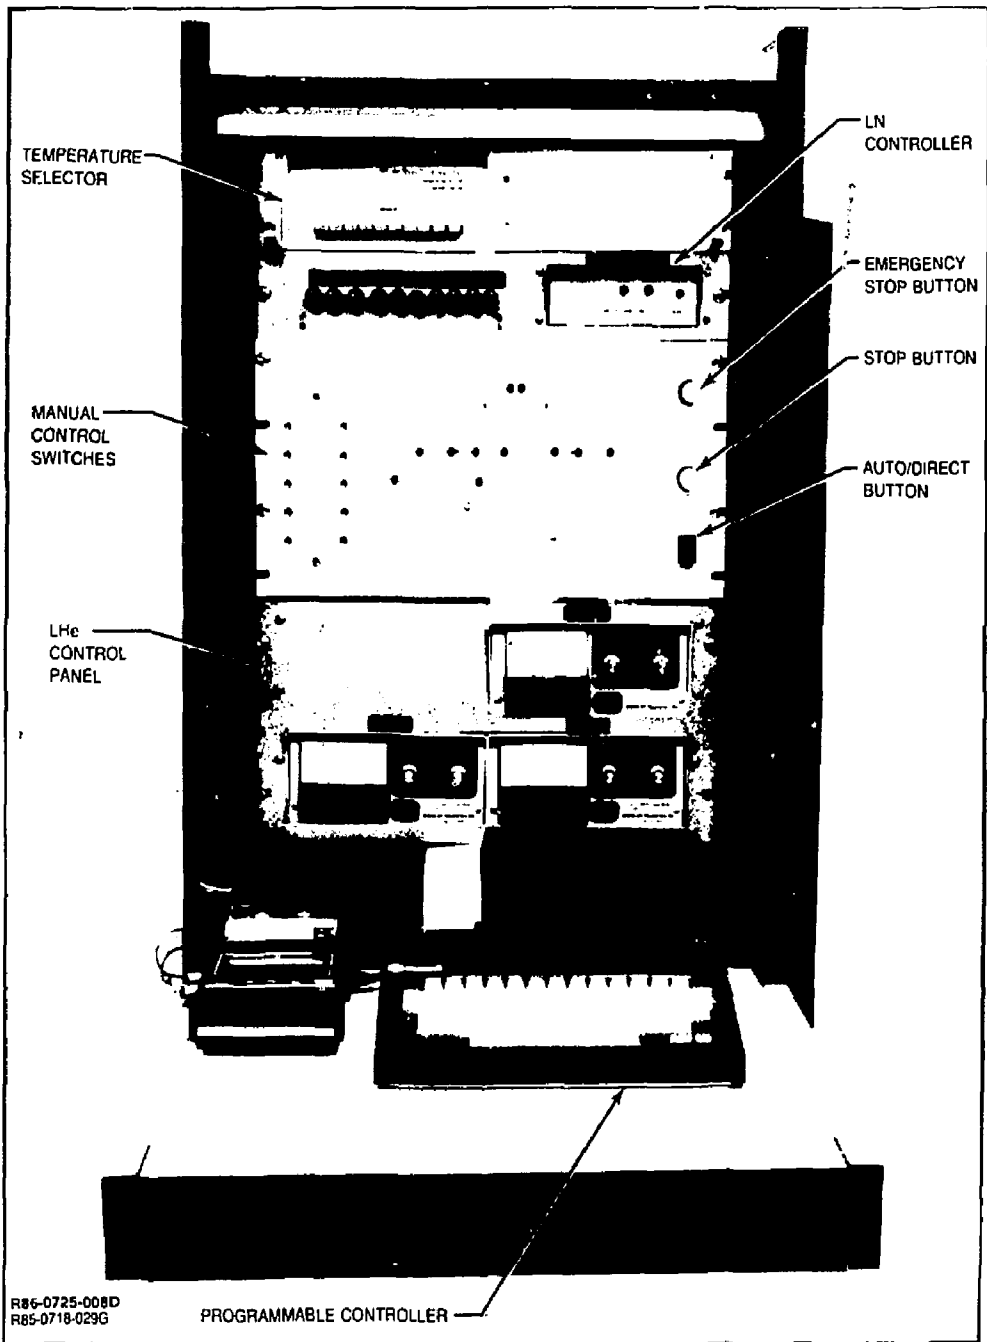 TEMPERATURE
SELECTOR
LN
CONTROLLER
EMERGENCY
STOP BUTTON
STOP BUTTON
MANUAL
CONTROL
SWITCHES
AUTO/DIRECT
BUTTON
LHe
CONTROL
PANEL
R86-0725-008D
R85-0718-029G
PROGRAMMABLE CONTROLLER